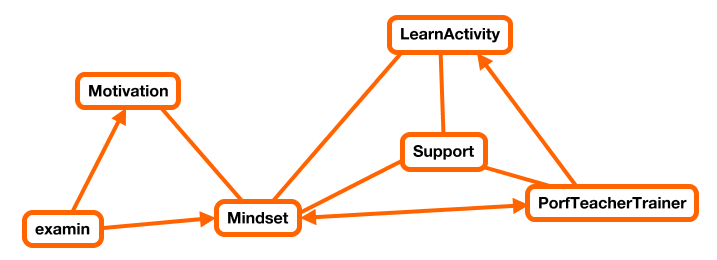 LearnActivity
Motivation
Support
PorfTeacherTrainer
Mindset
examin